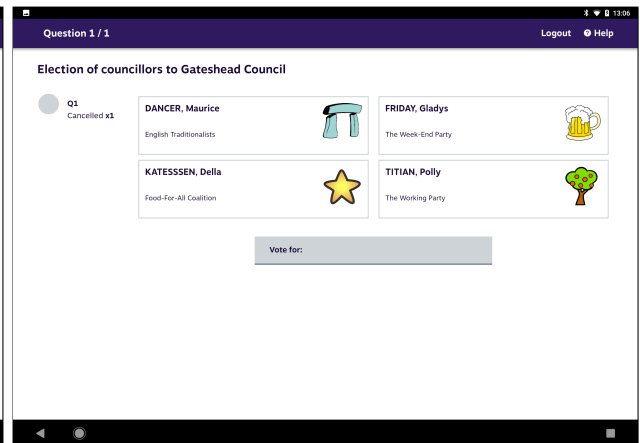 13:06
Question 1 / 1
Logout
Help
Election of councillors to Gateshead Council
Q1
Cancelled x1
DANCER, Maurice
English Traditionalists
FRIDAY, Gladys
The Week-End Party
KATESSSEN, Della
Food-For-All Coalition
TITIAN, Polly
The Working Party
Vote for: